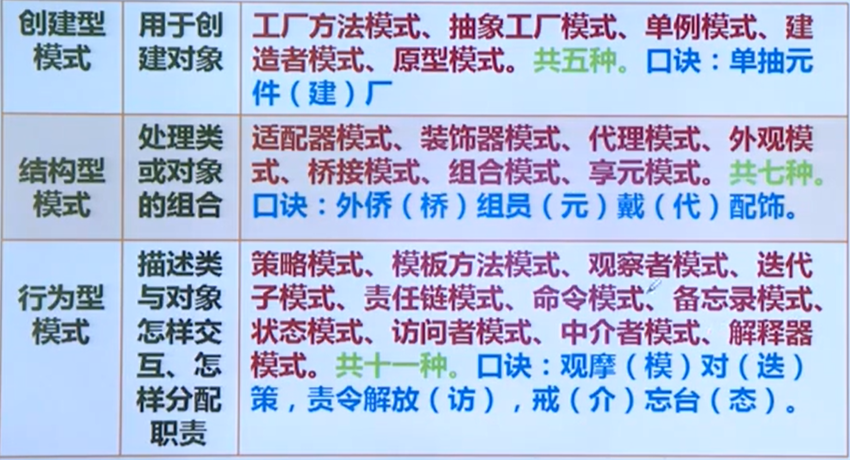 创建型
模式
用于创
建对象
工厂方法模式、抽象工厂模式、单例模式、建
造者模式、原型模式。共五种。口诀：单抽元
件（建）厂
结构型
模式
处理类
或对象
的组合
适配器模式、装饰器模式、代理模式、外观模
式、桥接模式、组合模式、享元模式。共七种。
口诀：外侨（桥）组员（元）戴（代）配饰。
行为型
模式
描述类
与对象
怎样交
互、怎
样分配
职责
策略模式、模板方法模式、观察者模式、迭代
子模式、责任链模式、命令模式、备忘录模式、
状态模式、访问者模式、中介者模式、解释器
模式。共十一种。口诀：观摩（模）对（迭）
策，责令解放（访），戒（介）忘台（态）。